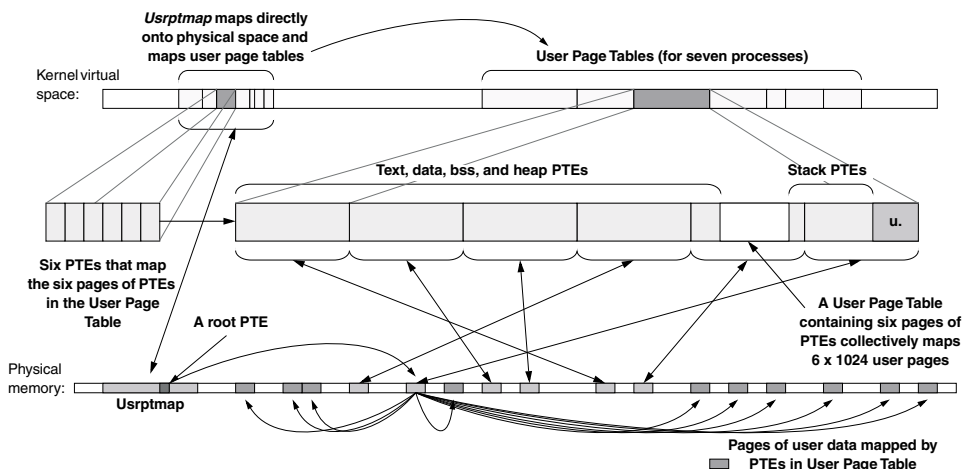 Usrptmap maps directly
onto physical space and
maps user page tables
User Page Tables (for seven processes)
Kernel virtual
space:
Text, data, bss, and heap PTEs
Stack PTEs
u.
Six PTEs that map
the six pages of PTEs
in the User Page
Table
A root PTE
A User Page Table
containing six pages of
PTEs collectively maps
6 x 1024 user pages
Physical
memory:
Usrptmap
Pages of user data mapped by
PTEs in User Page Table